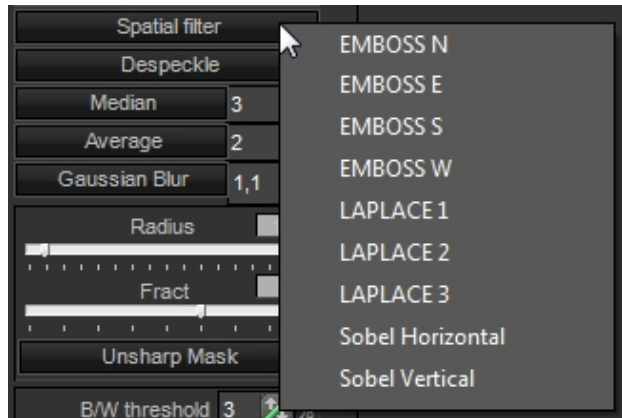 Spatial filter
Despeckle
Median 3
Average 2
Gaussian Blur 1,1
Radius
Fract
Unsharp Mask
B/W threshold 3
EMBOSS N
EMBOSS E
EMBOSS S
EMBOSS W
LAPLACE 1
LAPLACE 2
LAPLACE 3
Sobel Horizontal
Sobel Vertical